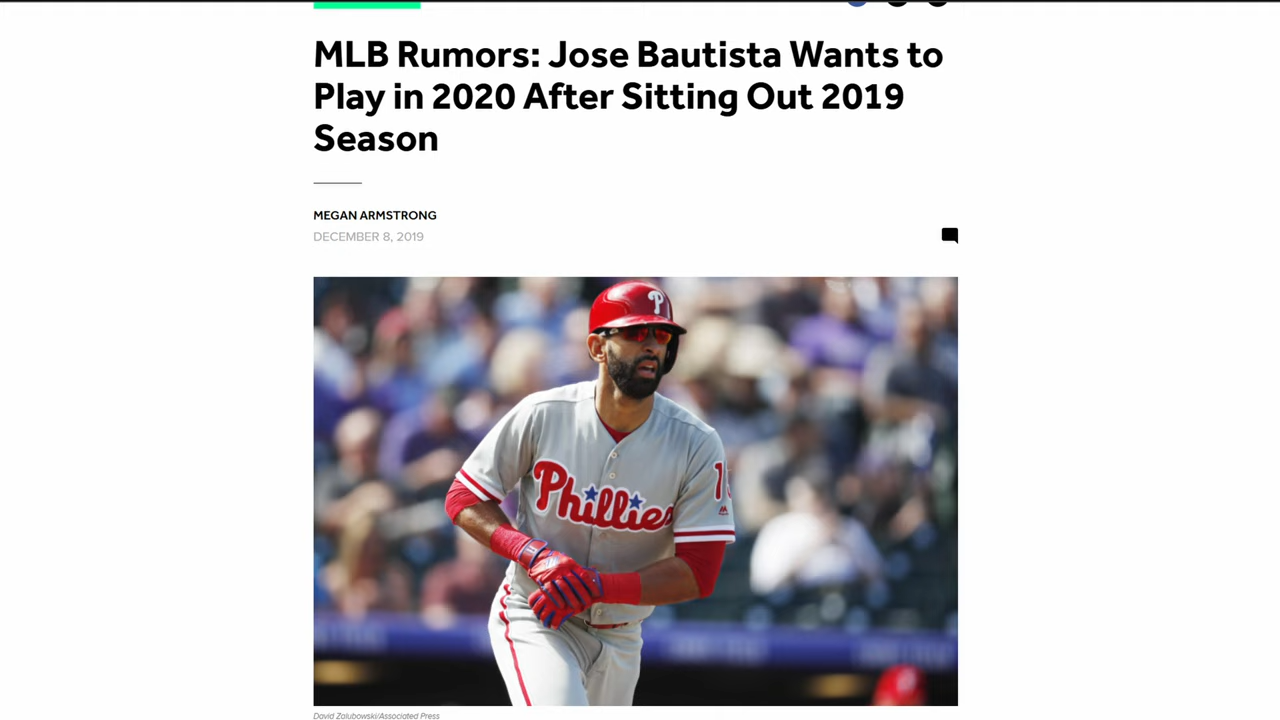 MLB Rumors: Jose Bautista Wants to
Play in 2020 After Sitting Out 2019
Season
MEGAN ARMSTRONG
DECEMBER 8, 2019
P
Phillies
David Zalubowski/Associated Press